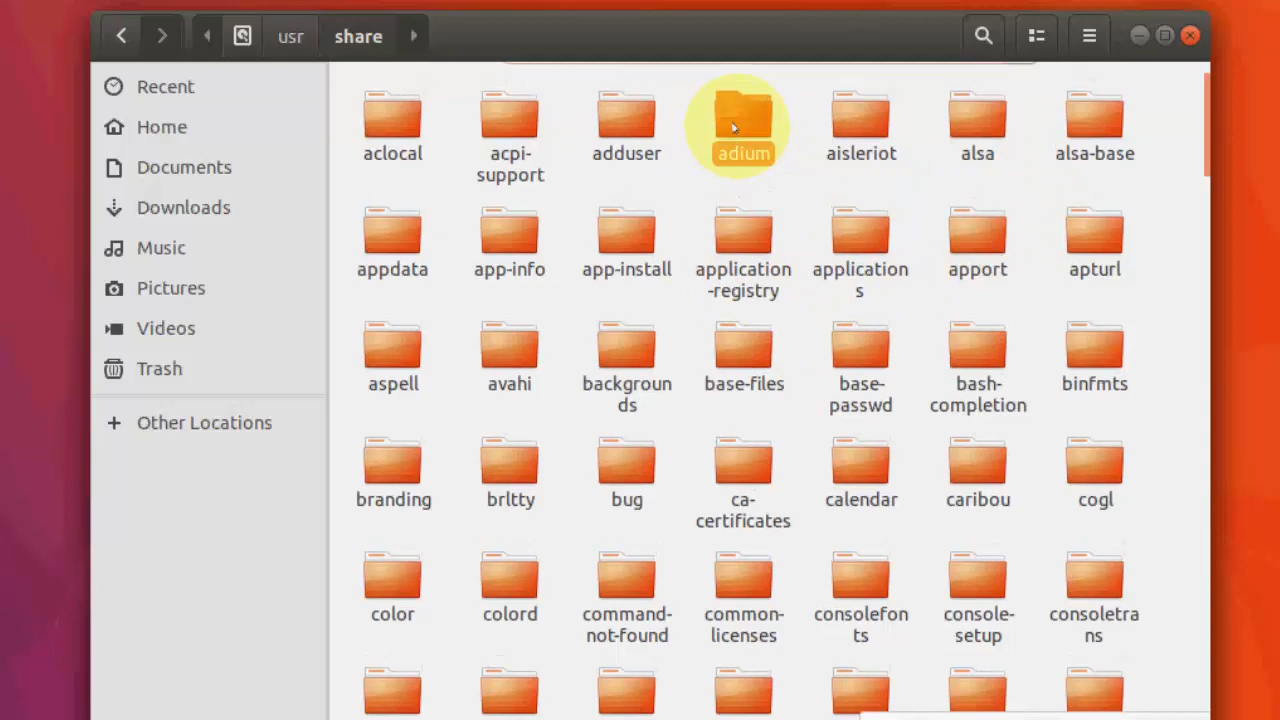 usr
share
Recent
Home
Documents
Downloads
Music
Pictures
Videos
Trash
Other Locations
aclocal
acpi-
support
adduser
adium
aisleriot
alsa
alsa-base
appdata
app-info
app-install
application
-registry
application
s
apport
apturl
aspell
avahi
backgroun
ds
base-files
base-
passwd
bash-
completion
binfmts
branding
brltty
bug
ca-
certificates
calendar
caribou
cogl
color
colord
command-
not-found
common-
licenses
consolefon
ts
console-
setup
consoletra
ns